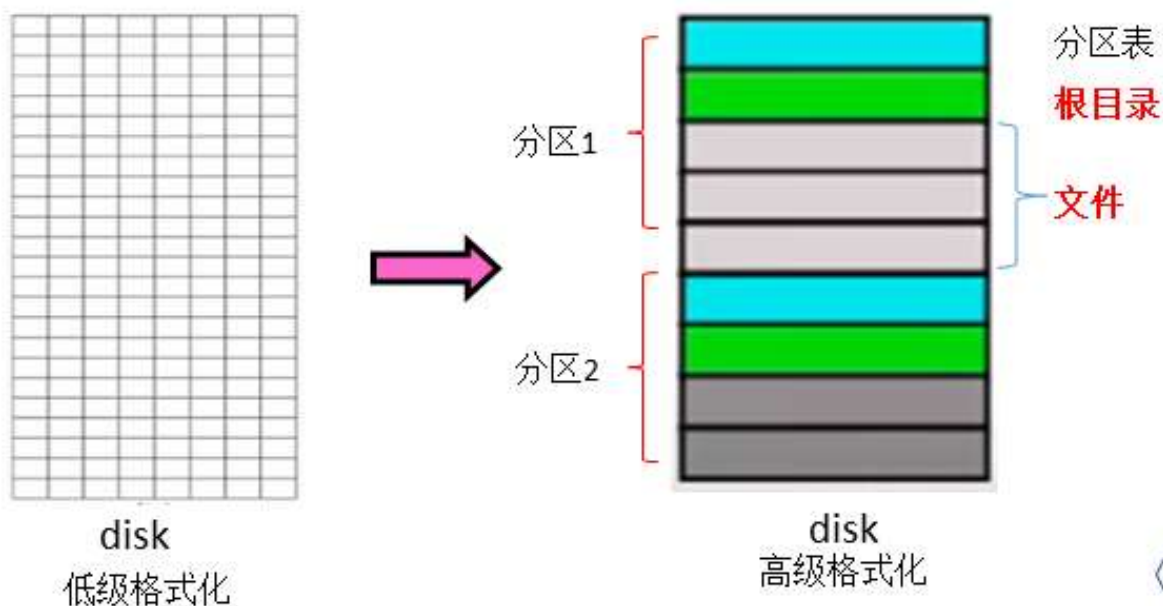 分区表
根目录
分区1
文件
分区2
disk
低级格式化
disk
高级格式化